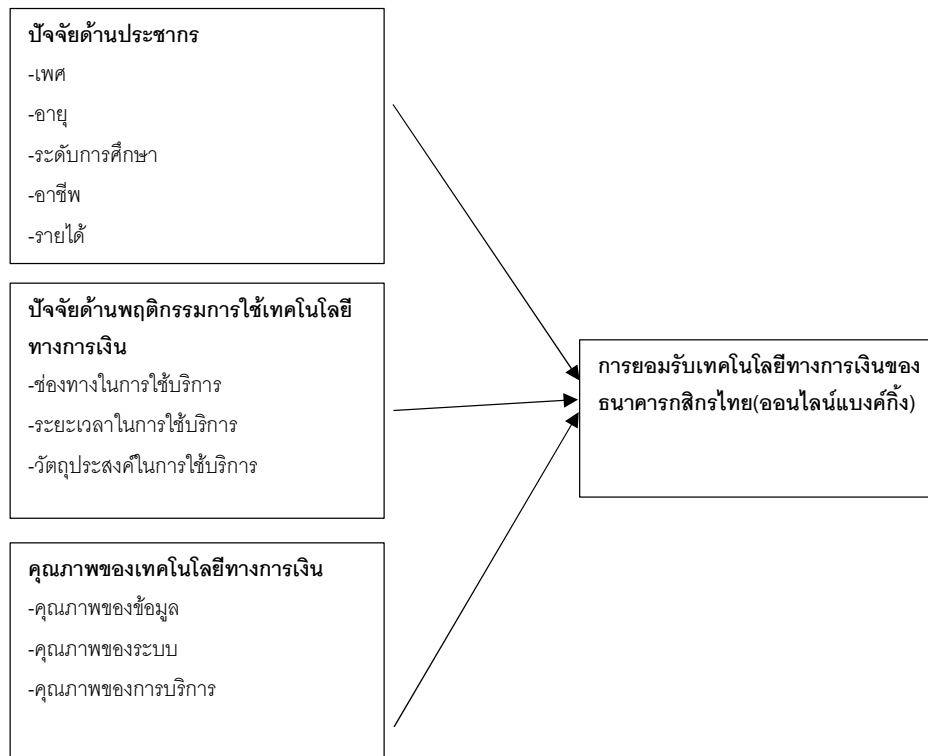 ปัจจัยด้านประชากร
-เพศ
-อายุ
-ระดับการศึกษา
-อาชีพ
-รายได้
ปัจจัยด้านพฤติกรรมการใช้เทคโนโลยี
ทางการเงิน
-ช่องทางในการใช้บริการ
-ระยะเวลาในการใช้บริการ
-วัตถุประสงค์ในการใช้บริการ
คุณภาพของเทคโนโลยีทางการเงิน
-คุณภาพของข้อมูล
-คุณภาพของระบบ
-คุณภาพของการบริการ
การยอมรับเทคโนโลยีทางการเงินของ
ธนาคารกสิกรไทย(ออนไลน์แบงค์กิ้ง)